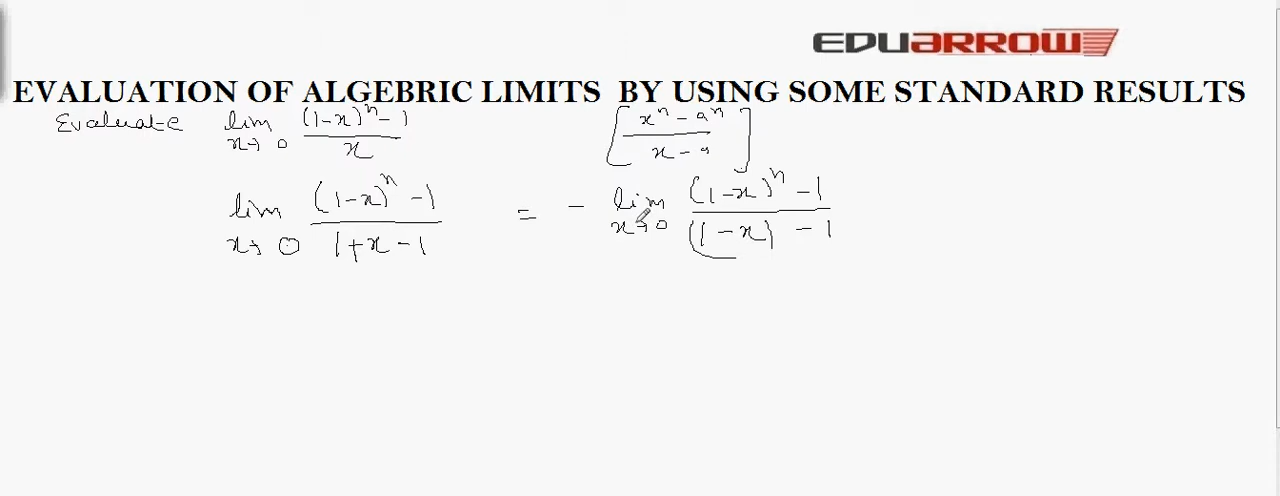 EDUARROW
EVALUATION OF ALGEBRIC LIMITS BY USING SOME STANDARD RESULTS
Evaluate lim x→0 ((1-x)^n - 1)/x [(x^n - a^n)/(x - a)]
lim x→0 ((1-x)^n - 1)/(1+x-1) = - lim x→0 ((1-x)^n - 1)/((1-x) - 1)